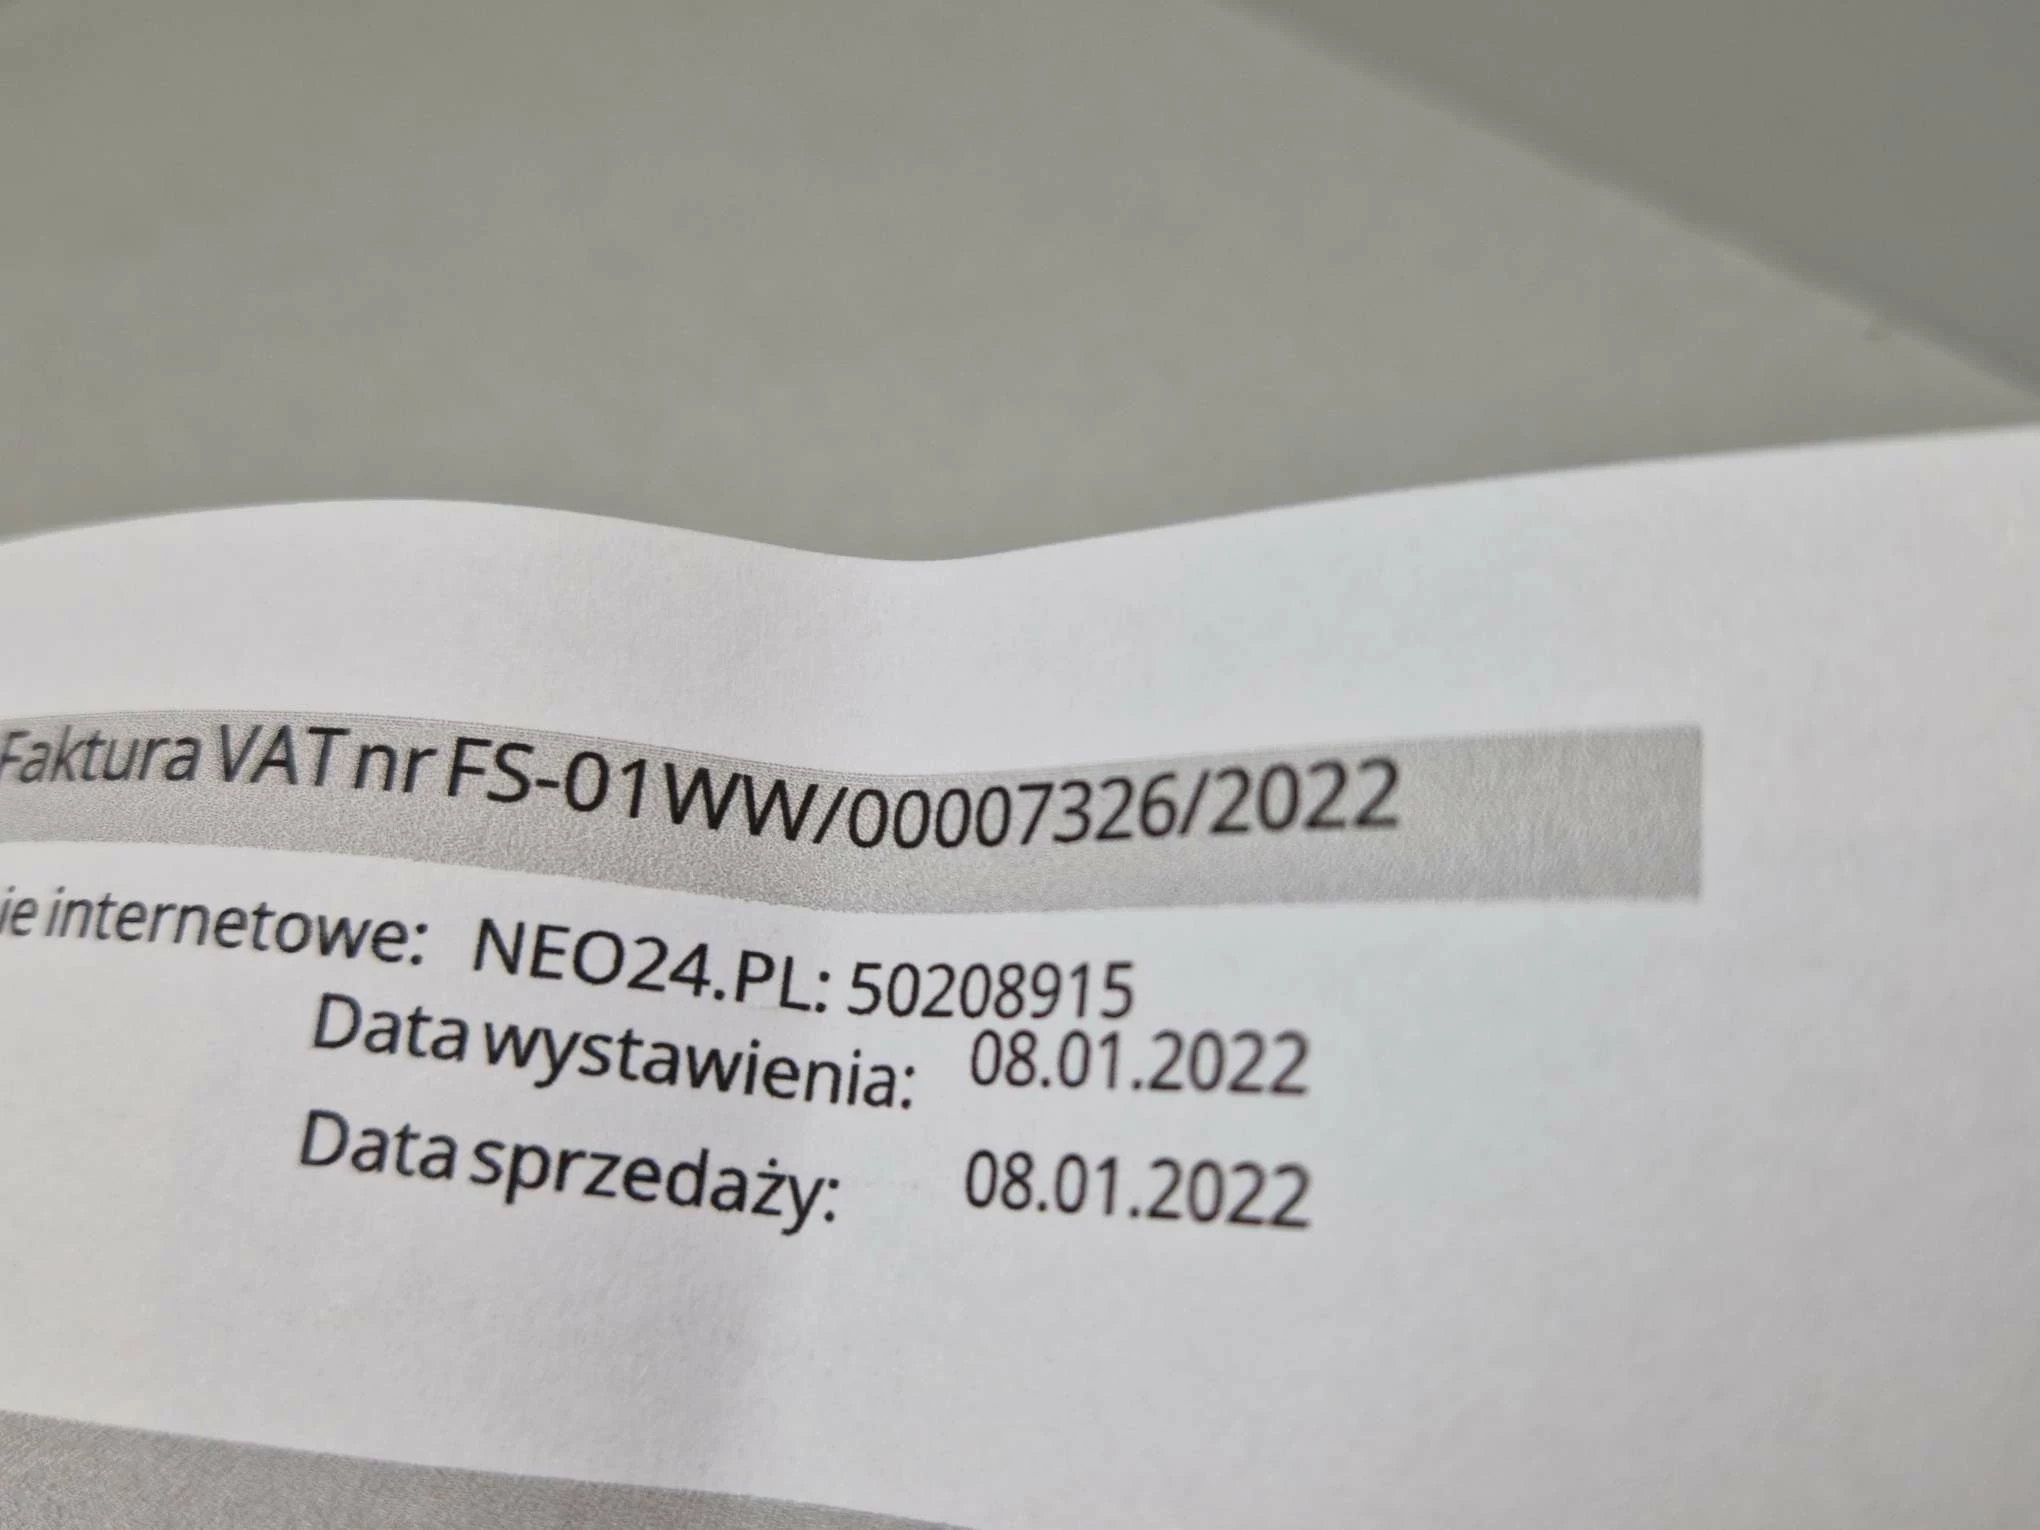 Faktura VAT nr FS-01WW/00007326/2022
internetowe: NEO24.PL: 50208915
Data wystawienia: 08.01.2022
Data sprzedaży: 08.01.2022